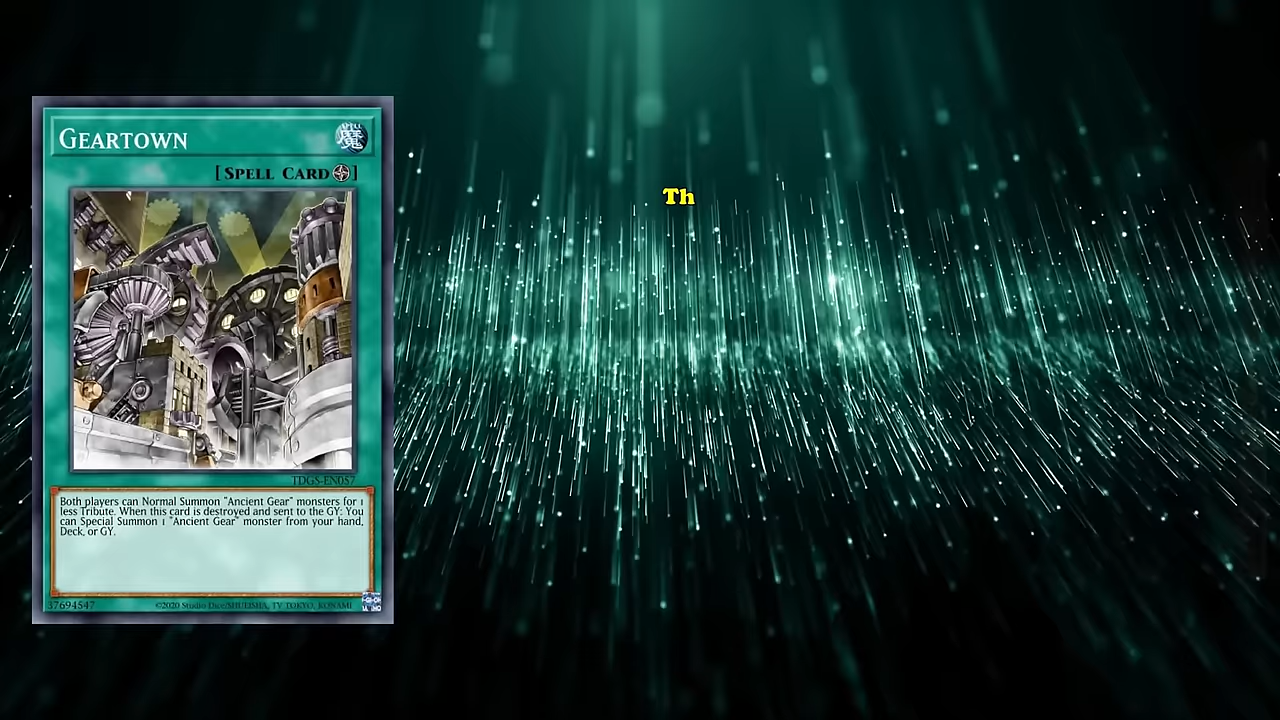 Geartown
魔
[Spell Card]
Th
TDGS-EN057
Both players can Normal Summon "Ancient Gear" monsters for 1
less Tribute. When this card is destroyed and sent to the GY: You
can Special Summon 1 "Ancient Gear" monster from your hand,
Deck, or GY.
37694547
©2020 Studio Dice/SHUEISHA, TV TOKYO, KONAMI